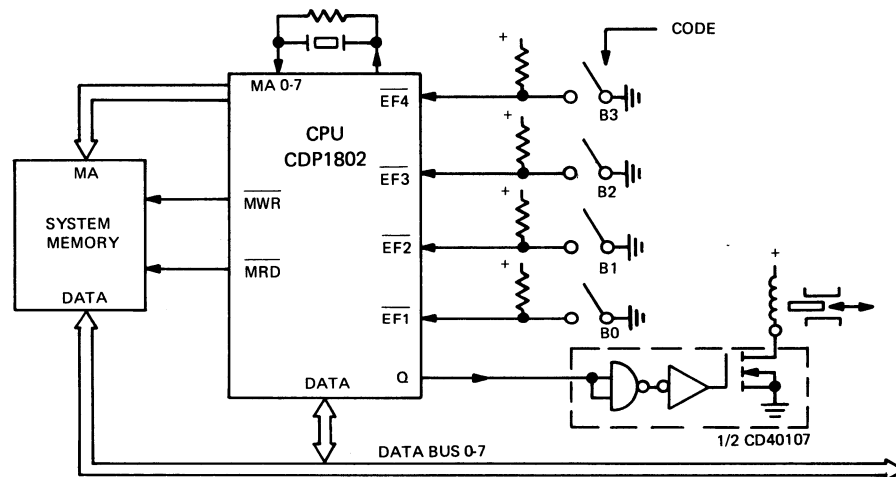 CODE
MA 0-7
EF4
B3
CPU
CDP1802
+
+
+
+
EF3
B2
MA
SYSTEM
MEMORY
DATA
MWR
MRD
EF2
B1
+
EF1
B0
DATA
Q
1/2 CD40107
DATA BUS 0-7